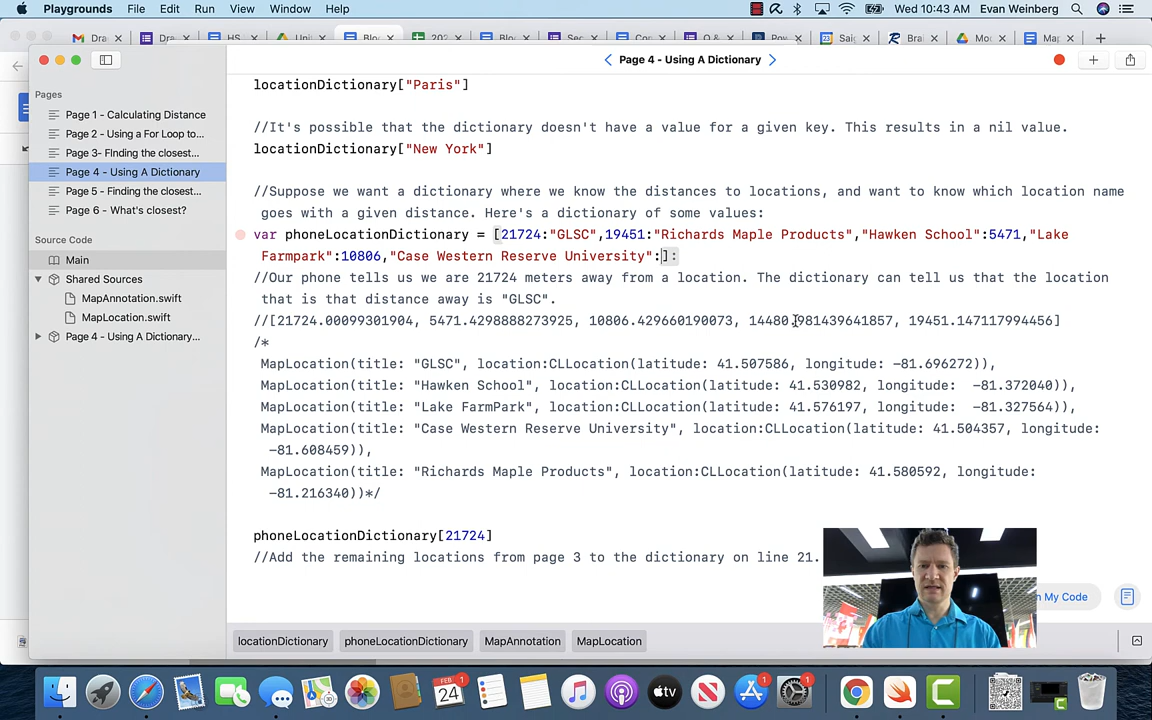 Playgrounds File Edit Run View Window Help Wed 10:43 AM Evan Weinberg
Page 4 - Using A Dictionary
Pages
Page 1 - Calculating Distance
Page 2 - Using a For Loop to...
Page 3- FInding the closest...
Page 4 - Using A Dictionary
Page 5 - Finding the closest...
Page 6 - What's closest?
Source Code
Main
Shared Sources
MapAnnotation.swift
MapLocation.swift
Page 4 - Using A Dictionary...
locationDictionary["Paris"]
//It's possible that the dictionary doesn't have a value for a given key. This results in a nil value.
locationDictionary["New York"]
//Suppose we want a dictionary where we know the distances to locations, and want to know which location name
goes with a given distance. Here's a dictionary of some values:
var phoneLocationDictionary = [21724:"GLSC",19451:"Richards Maple Products","Hawken School":5471,"Lake
Farmpark":10806,"Case Western Reserve University":]:
//Our phone tells us we are 21724 meters away from a location. The dictionary can tell us that the location
that is that distance away is "GLSC".
//[21724.00099301904, 5471.4298888273925, 10806.429660190073, 14480.981439641857, 19451.147117994456]
/*
MapLocation(title: "GLSC", location:CLLocation(latitude: 41.507586, longitude: -81.696272)),
MapLocation(title: "Hawken School", location:CLLocation(latitude: 41.530982, longitude:  -81.372040)),
MapLocation(title: "Lake FarmPark", location:CLLocation(latitude: 41.576197, longitude:  -81.327564)),
MapLocation(title: "Case Western Reserve University", location:CLLocation(latitude: 41.504357, longitude:
-81.608459)),
MapLocation(title: "Richards Maple Products", location:CLLocation(latitude: 41.580592, longitude:
-81.216340))*/
phoneLocationDictionary[21724]
//Add the remaining locations from page 3 to the dictionary on line 21.
My Code
locationDictionary phoneLocationDictionary MapAnnotation MapLocation
FEB 24